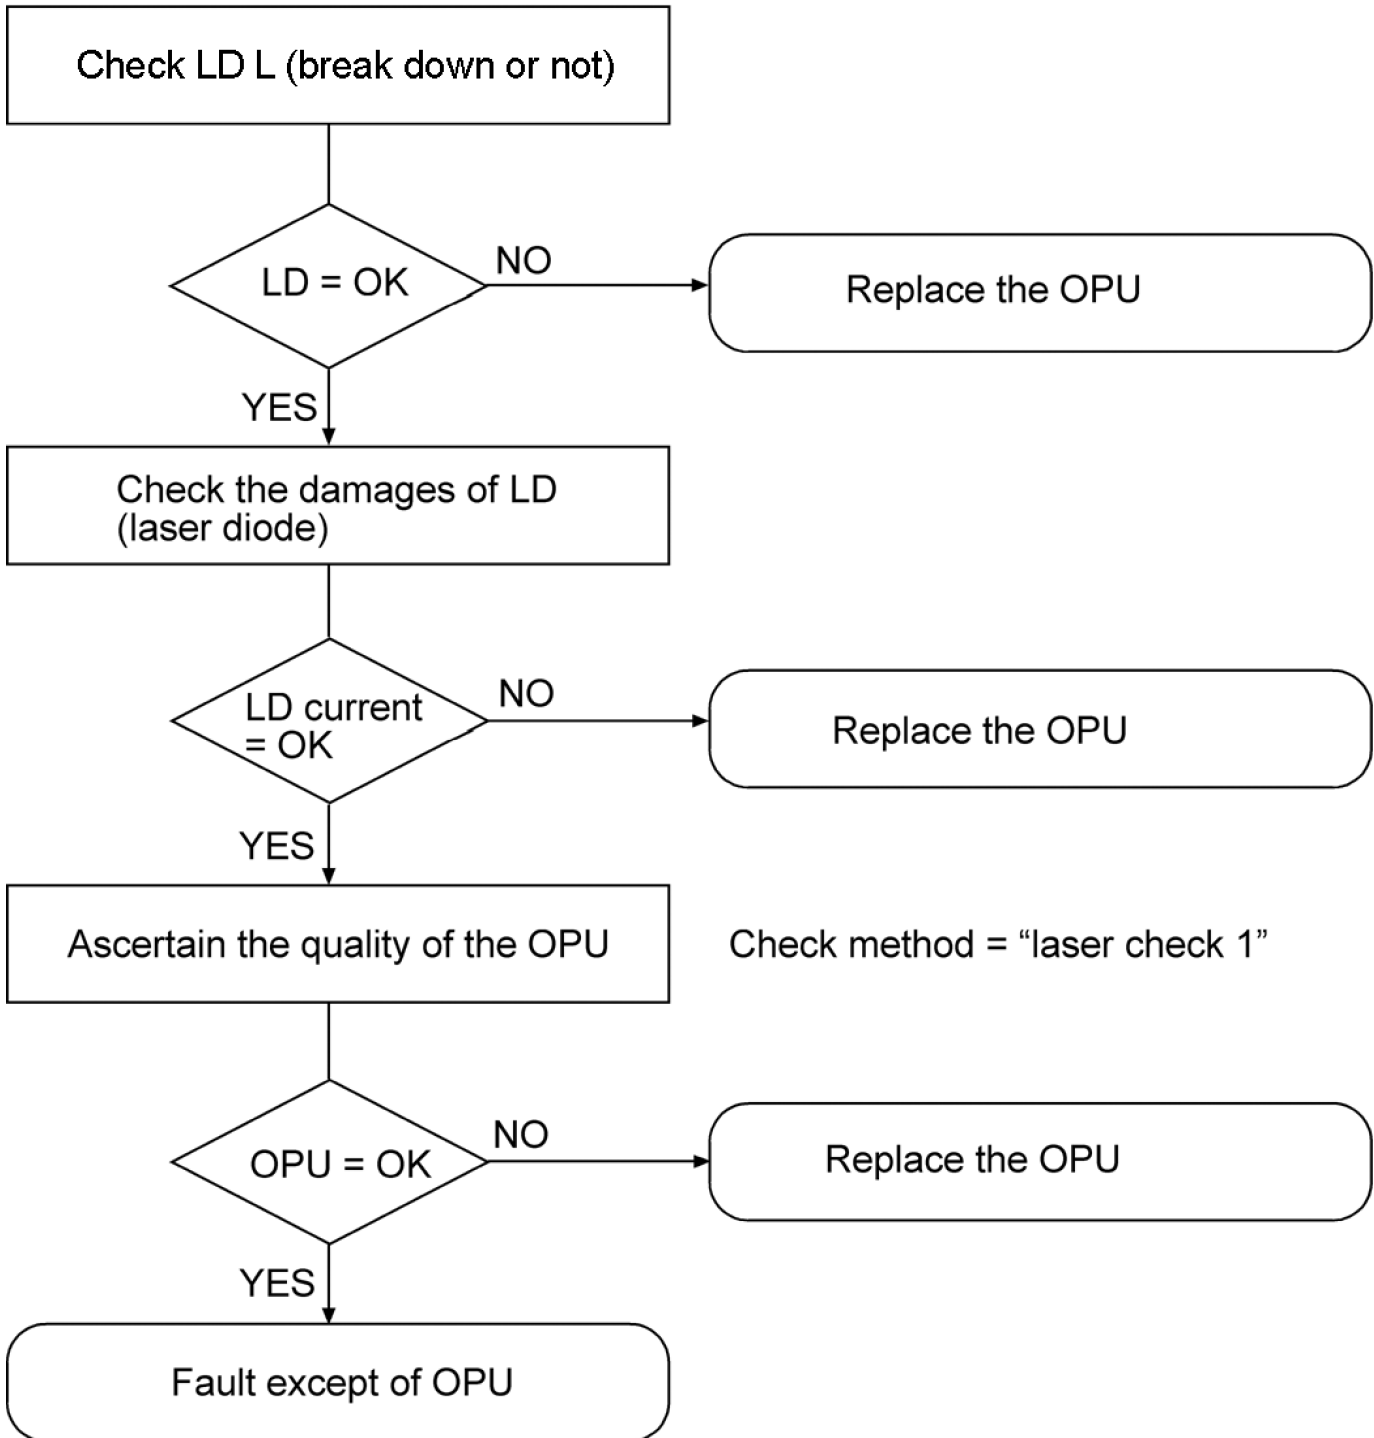 Check LD L (break down or not)
LD = OK
NO
Replace the OPU
YES
Check the damages of LD
(laser diode)
LD current
= OK
NO
Replace the OPU
YES
Ascertain the quality of the OPU
Check method = “laser check 1”
OPU = OK
NO
Replace the OPU
YES
Fault except of OPU